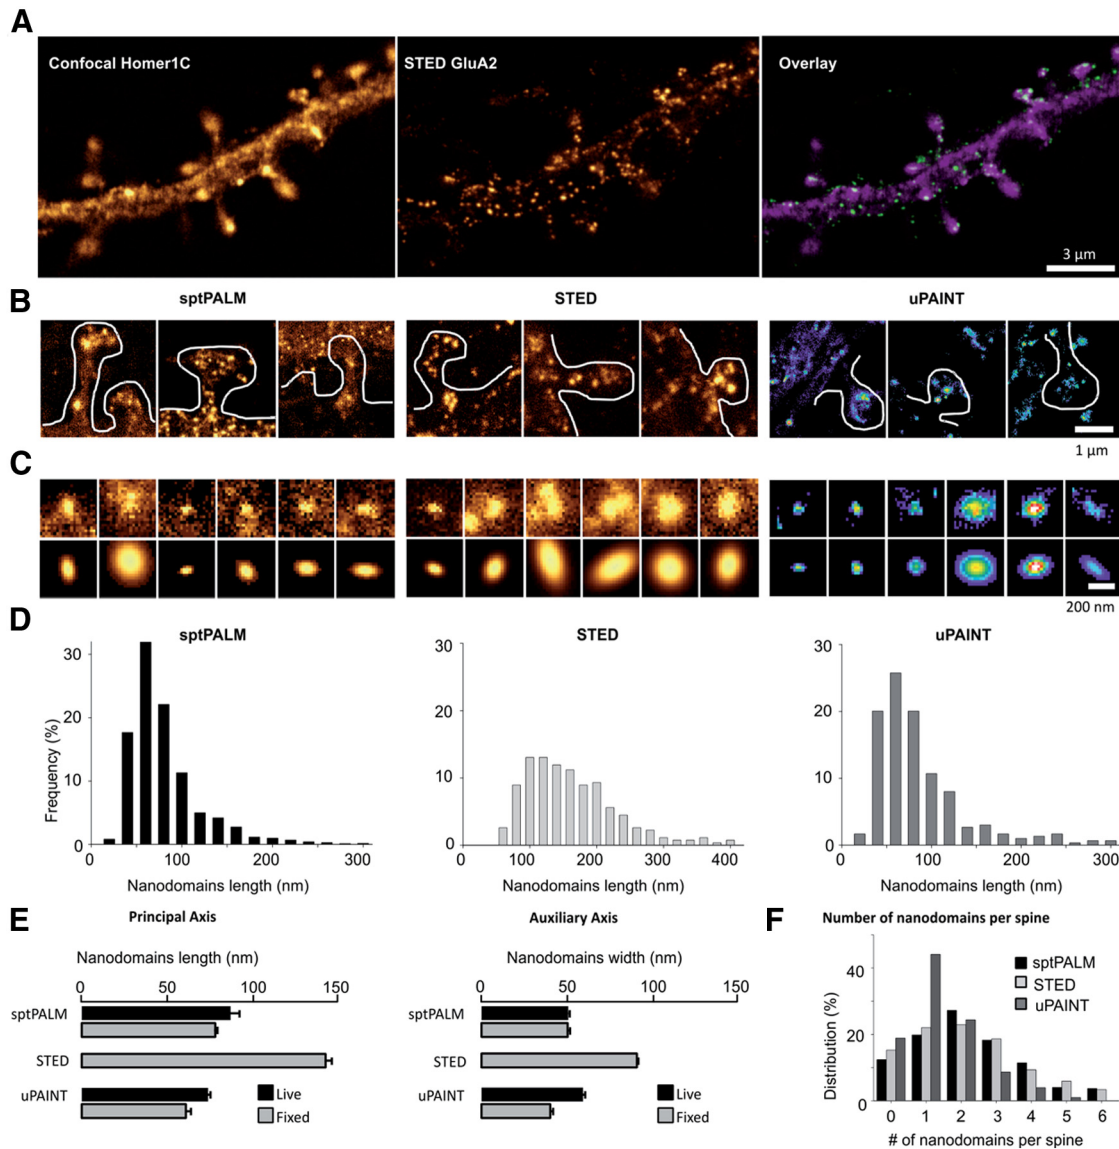 A
Confocal Homer1C
STED GluA2
Overlay
3 µm
B
sptPALM
STED
uPAINT
1 µm
C
200 nm
D
sptPALM
STED
uPAINT
Frequency (%)
30
20
10
0
0
100
200
300
Nanodomains length (nm)
30
20
10
0
0
100
200
300
400
Nanodomains length (nm)
30
20
10
0
0
100
200
300
Nanodomains length (nm)
E
Principal Axis
Nanodomains length (nm)
0
50
100
150
sptPALM
STED
uPAINT
Live
Fixed
Auxiliary Axis
Nanodomains width (nm)
0
50
100
150
sptPALM
STED
uPAINT
Live
Fixed
F
Number of nanodomains per spine
Distribution (%)
40
20
0
sptPALM
STED
uPAINT
0 1 2 3 4 5 6
# of nanodomains per spine